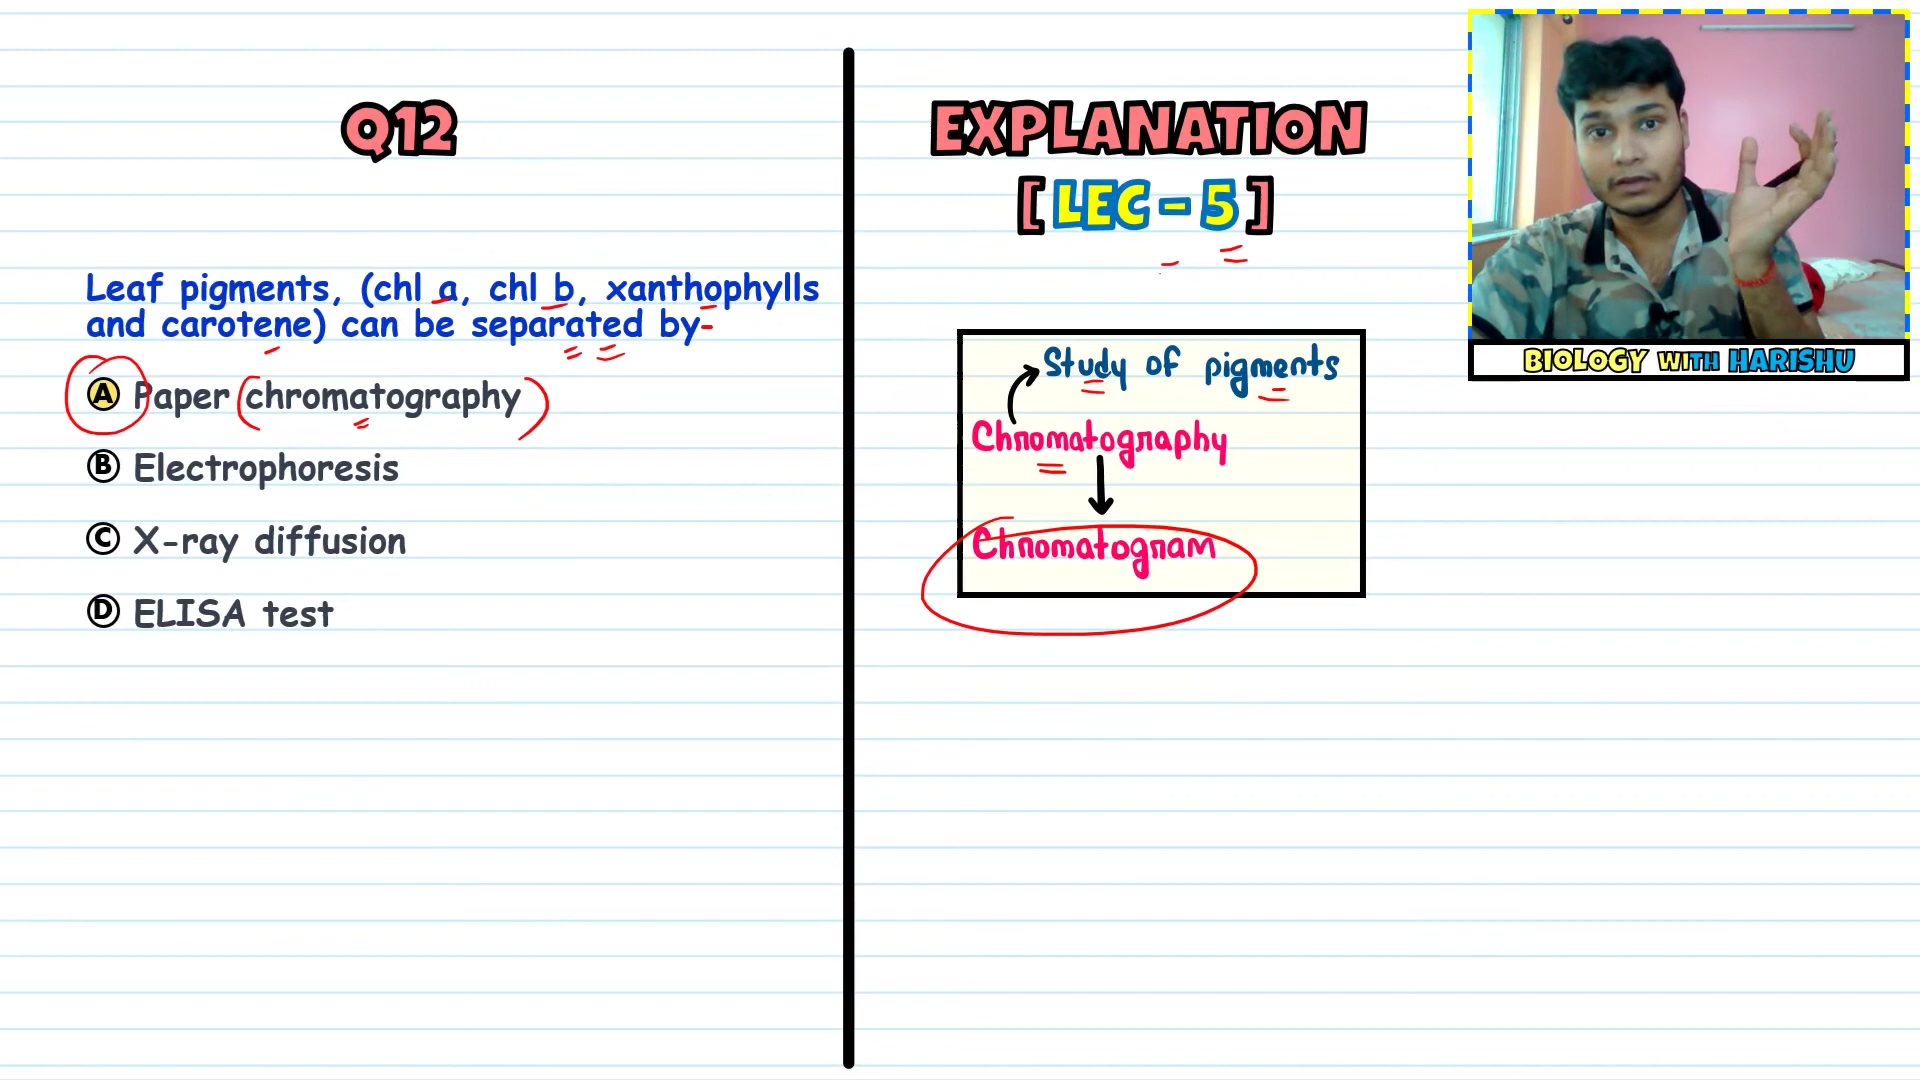 Q12
Leaf pigments, (chl a, chl b, xanthophylls
and carotene) can be separated by-
A Paper chromatography
B Electrophoresis
C X-ray diffusion
D ELISA test
EXPLANATION
[ LEC - 5 ]
Study of pigments
Chromatography
Chromatogram
BIOLOGY WITH HARISHU